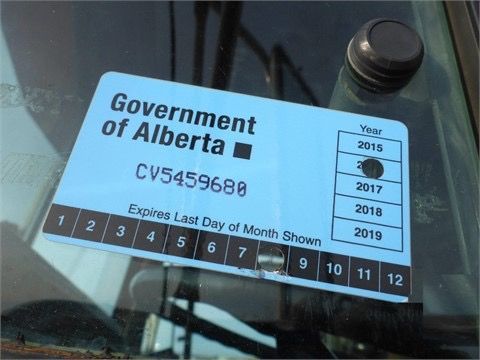 Government
of Alberta
CV5459680
Year
2015
2017
2018
2019
Expires Last Day of Month Shown
1 2 3 4 5 6 7 9 10 11 12